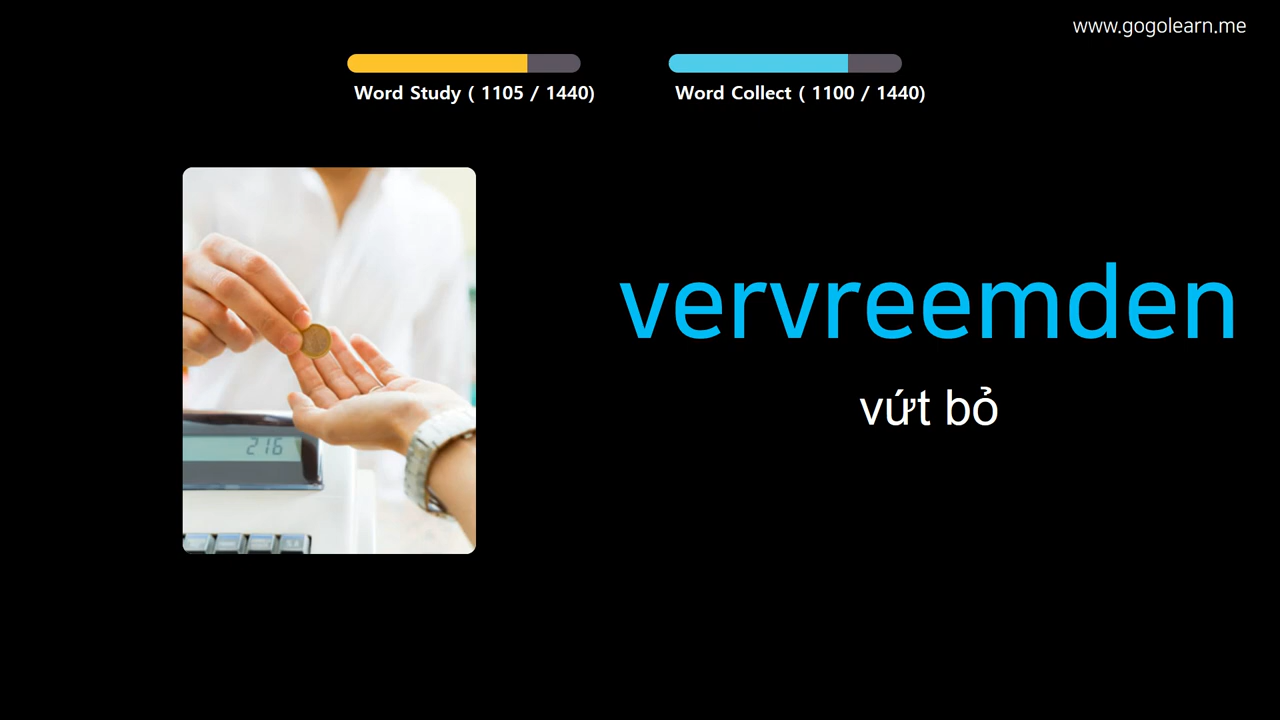 www.gogolearn.me
Word Study ( 1105 / 1440)
Word Collect ( 1100 / 1440)
vervreemden
vứt bỏ
216